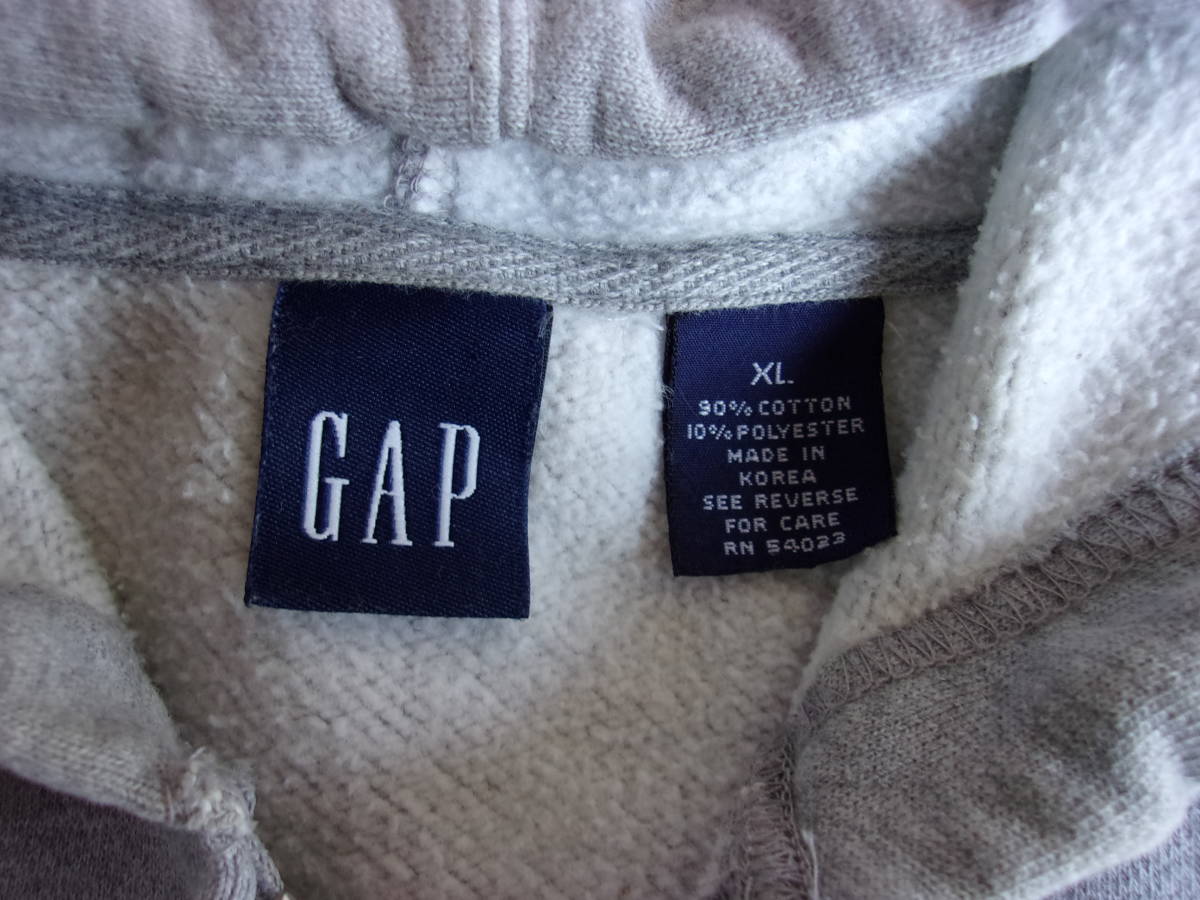 GAP
XL
90% COTTON
10% POLYESTER
MADE IN
KOREA
SEE REVERSE
FOR CARE
RN 54023